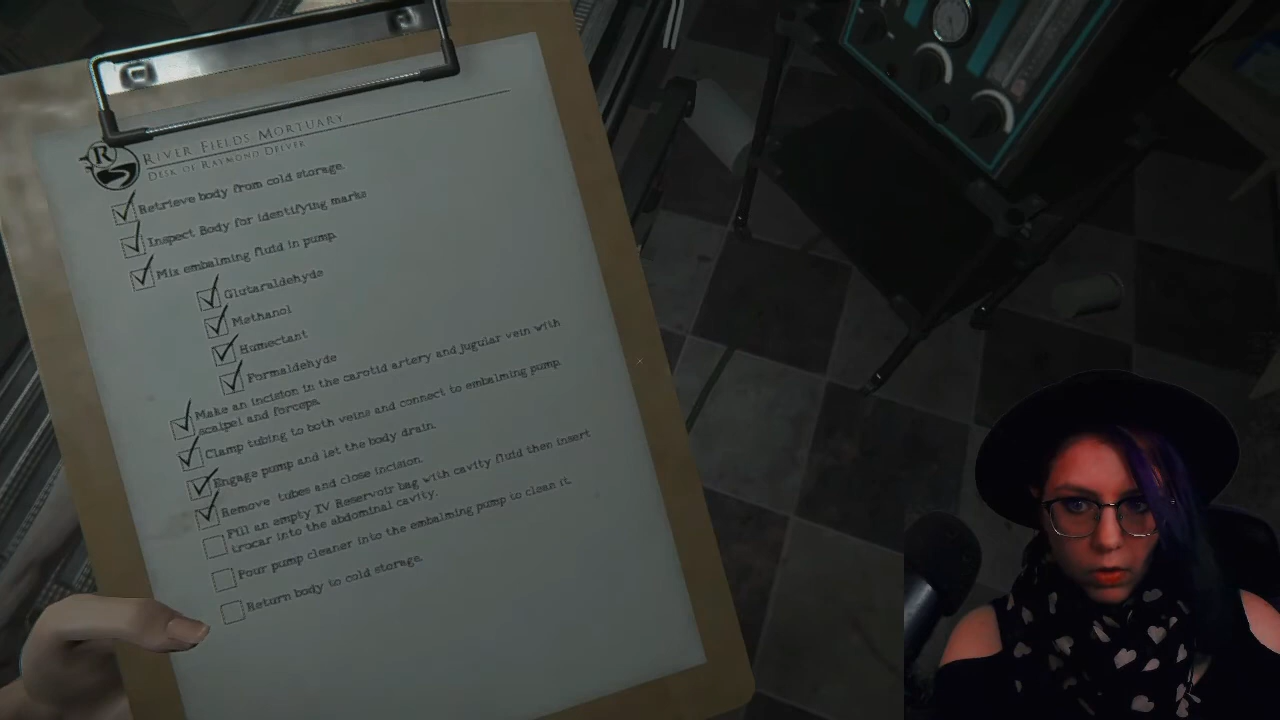 RIVER FIELDS MORTUARY
DESK OF RAYMOND DELVER
Retrieve body from cold storage.
Inspect Body for identifying marks
Mix embalming fluid in pump.
Glutaraldehyde
Methanol
Humectant
Formaldehyde
Make an incision in the carotid artery and jugular vein with
scalpel and forceps.
Clamp tubing to both veins and connect to embalming pump.
Engage pump and let the body drain.
Remove tubes and close incision.
Fill an empty IV Reservoir bag with cavity fluid then insert
trocar into the abdominal cavity.
Pour pump cleaner into the embalming pump to clean it.
Return body to cold storage.